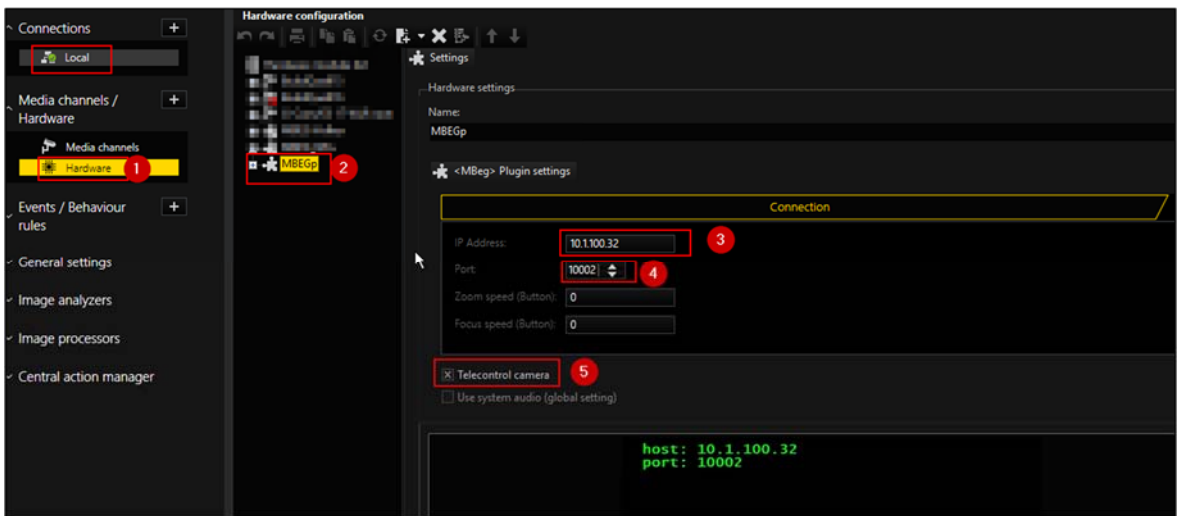 Hardware configuration
Connections
+
Local
Settings
Media channels /
Hardware
+
Hardware settings
Name:
MBEGp
Media channels
Hardware
1
MBEGp
2
<MBeg> Plugin settings
Connection
Events / Behaviour
rules
+
IP Address:
10.1.100.32
3
Port:
10002
4
General settings
Zoom speed (Button):
0
Image analyzers
Focus speed (Button):
0
Image processors
Central action manager
Telecontrol camera
5
Use system audio (global setting)
host: 10.1.100.32
port: 10002